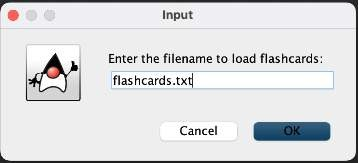 Input
Enter the filename to load flashcards:
flashcards.txt
Cancel
OK